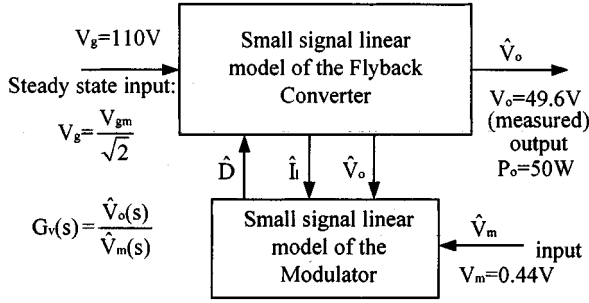 V_g=110V
Steady state input:
V_g=V_gm/√2
Small signal linear
model of the Flyback
Converter
V̂_o
V_o=49.6V
(measured)
output
P_o=50W
D̂
Î_l
V̂_o
G_v(s)=V̂_o(s)/V̂_m(s)
Small signal linear
model of the
Modulator
V̂_m
input
V_m=0.44V